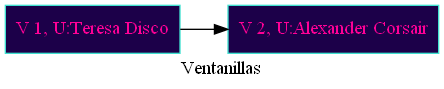 V 1, U:Teresa Disco
V 2, U:Alexander Corsair
Ventanillas